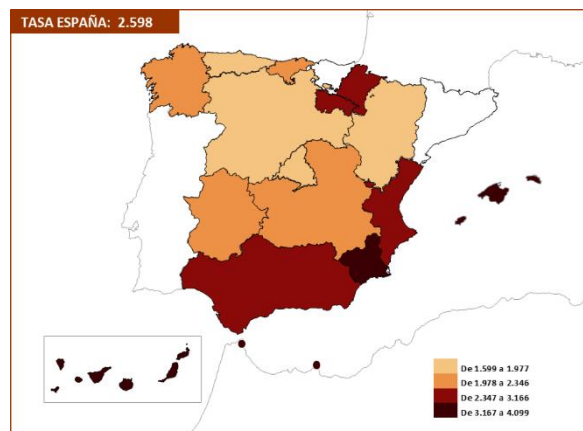 TASA ESPAÑA: 2.598
De 1.599 a 1.977
De 1.978 a 2.346
De 2.347 a 3.166
De 3.167 a 4.099